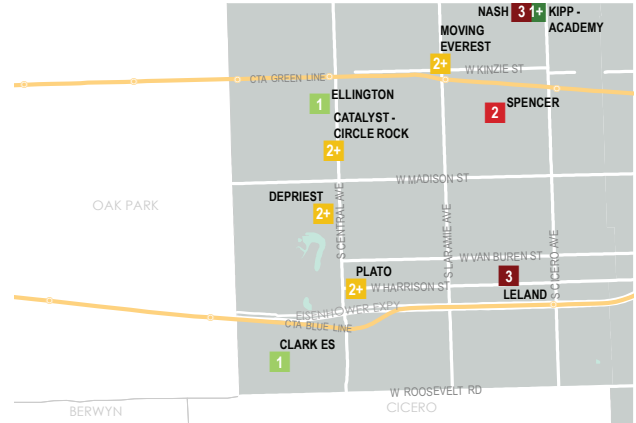 NASH 3 1+ KIPP -
ACADEMY
MOVING
EVEREST
2+
W KINZIE ST
CTA GREEN LINE
1 ELLINGTON
SPENCER
2
CATALYST -
CIRCLE ROCK
2+
W MADISON ST
DEPRIEST
2+
OAK PARK
S CENTRAL AVE
S LARAMIE AVE
S CICERO AVE
W VAN BUREN ST
PLATO
2+
W HARRISON ST
3
LELAND
EISENHOWER EXPY
CTA BLUE LINE
CLARK ES
1
W ROOSEVELT RD
BERWYN
CICERO